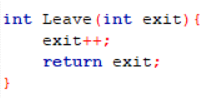 int Leave(int exit){
    exit++;
    return exit;
}